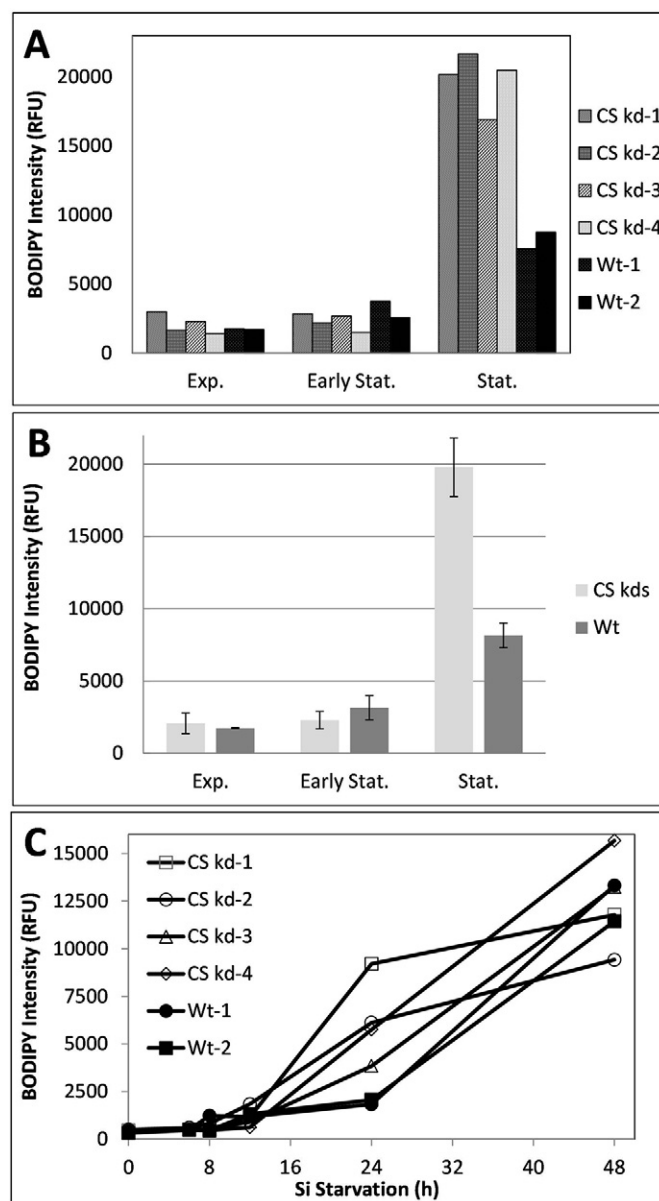 A
BODIPY Intensity (RFU)
20000
15000
10000
5000
0
Exp.
Early Stat.
Stat.
CS kd-1
CS kd-2
CS kd-3
CS kd-4
Wt-1
Wt-2
B
BODIPY Intensity (RFU)
20000
15000
10000
5000
0
Exp.
Early Stat.
Stat.
CS kds
Wt
C
BODIPY Intensity (RFU)
15000
12500
10000
7500
5000
2500
0
CS kd-1
CS kd-2
CS kd-3
CS kd-4
Wt-1
Wt-2
0
8
16
24
32
40
48
Si Starvation (h)